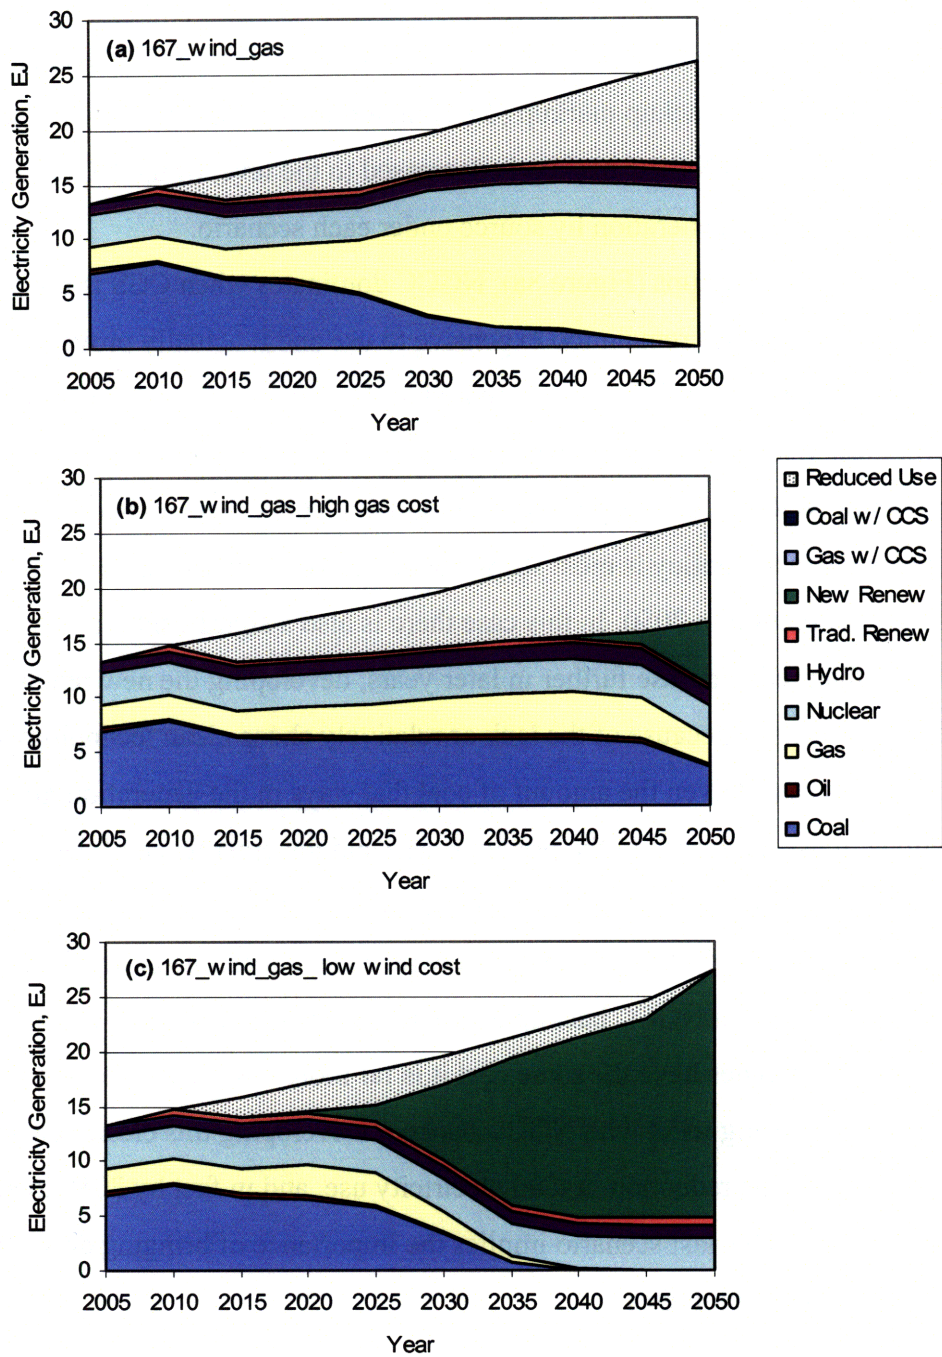 (a) 167_wind_gas
Electricity Generation, EJ
30
25
20
15
10
5
0
2005 2010 2015 2020 2025 2030 2035 2040 2045 2050
Year
(b) 167_wind_gas_high gas cost
Electricity Generation, EJ
30
25
20
15
10
5
0
2005 2010 2015 2020 2025 2030 2035 2040 2045 2050
Year
Reduced Use
Coal w/ CCS
Gas w/ CCS
New Renew
Trad. Renew
Hydro
Nuclear
Gas
Oil
Coal
(c) 167_wind_gas_ low wind cost
Electricity Generation, EJ
30
25
20
15
10
5
0
2005 2010 2015 2020 2025 2030 2035 2040 2045 2050
Year